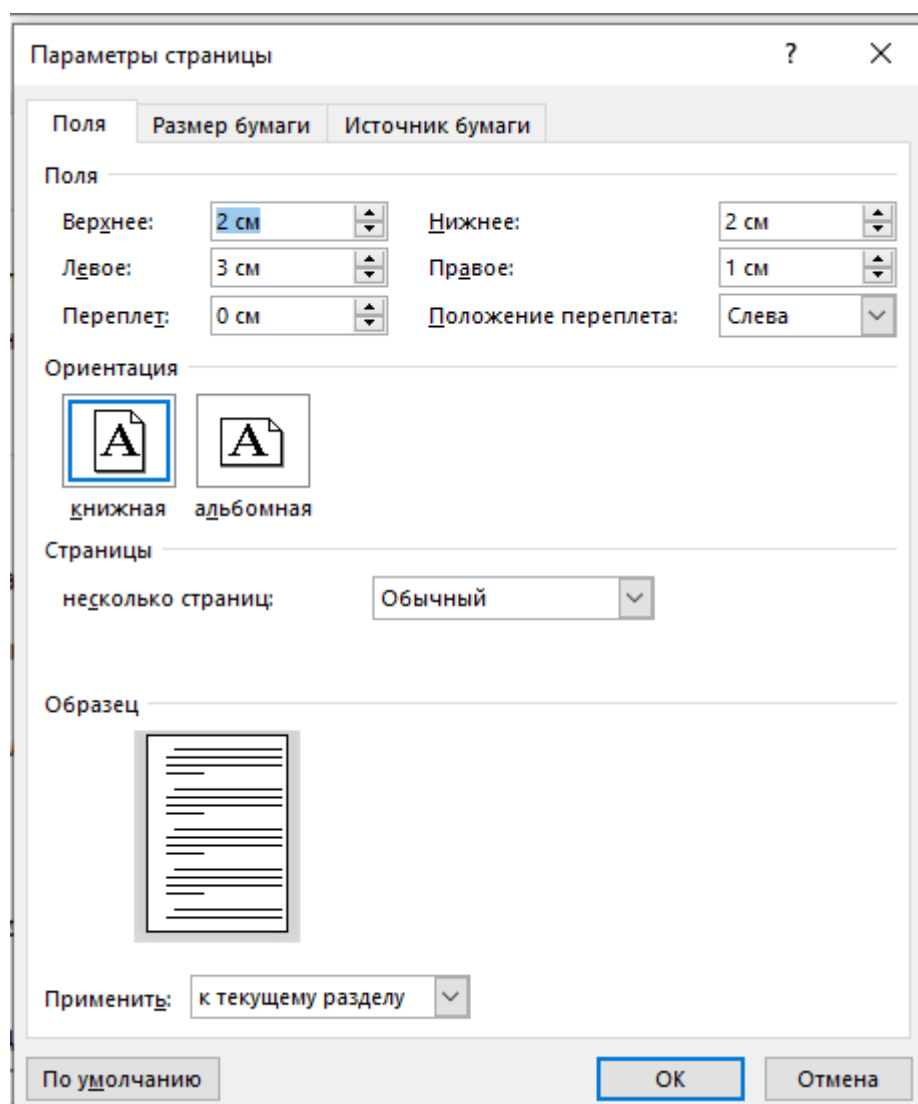 Параметры страницы ?
Поля Размер бумаги Источник бумаги
Поля
Верхнее: 2 см Нижнее: 2 см
Левое: 3 см Правое: 1 см
Переплет: 0 см Положение переплета: Слева
Ориентация
A A
книжная альбомная
Страницы
несколько страниц: Обычный
Образец
Применить: к текущему разделу
По умолчанию ОК Отмена